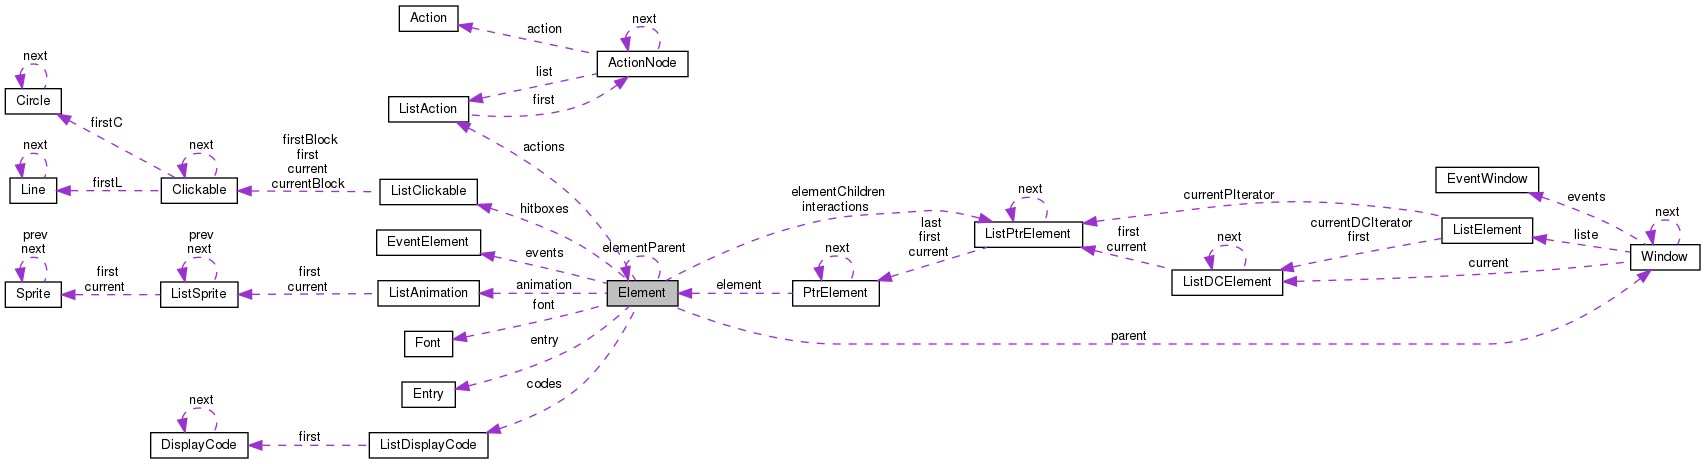 Action
next
action
ActionNode
next
list
Circle
first
ListAction
firstC
firstBlock
next
next
first
actions
current
firstL
currentBlock
Line
Clickable
ListClickable
hitboxes
elementChildren
interactions
next
currentPIterator
EventWindow
events
next
last
first
current
ListPtrElement
currentDCIterator
first
ListElement
liste
Window
prev
next
prev
next
EventElement
events
elementParent
next
next
first
current
current
first
current
first
current
animation
font
element
Sprite
ListSprite
ListAnimation
Element
PtrElement
ListDCElement
Font
entry
parent
Entry
codes
next
DisplayCode
first
ListDisplayCode